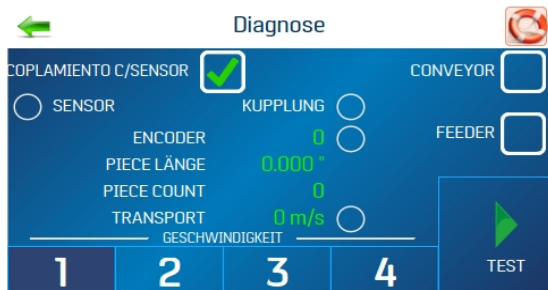 Diagnose
COPLAMIENTO C/SENSOR
CONVEYOR
SENSOR
KUPPLUNG
FEEDER
ENCODER 0
PIECE LÄNGE 0.000 "
PIECE COUNT 0
TRANSPORT 0 m/s
GESCHWINDIGKEIT
1 2 3 4
TEST